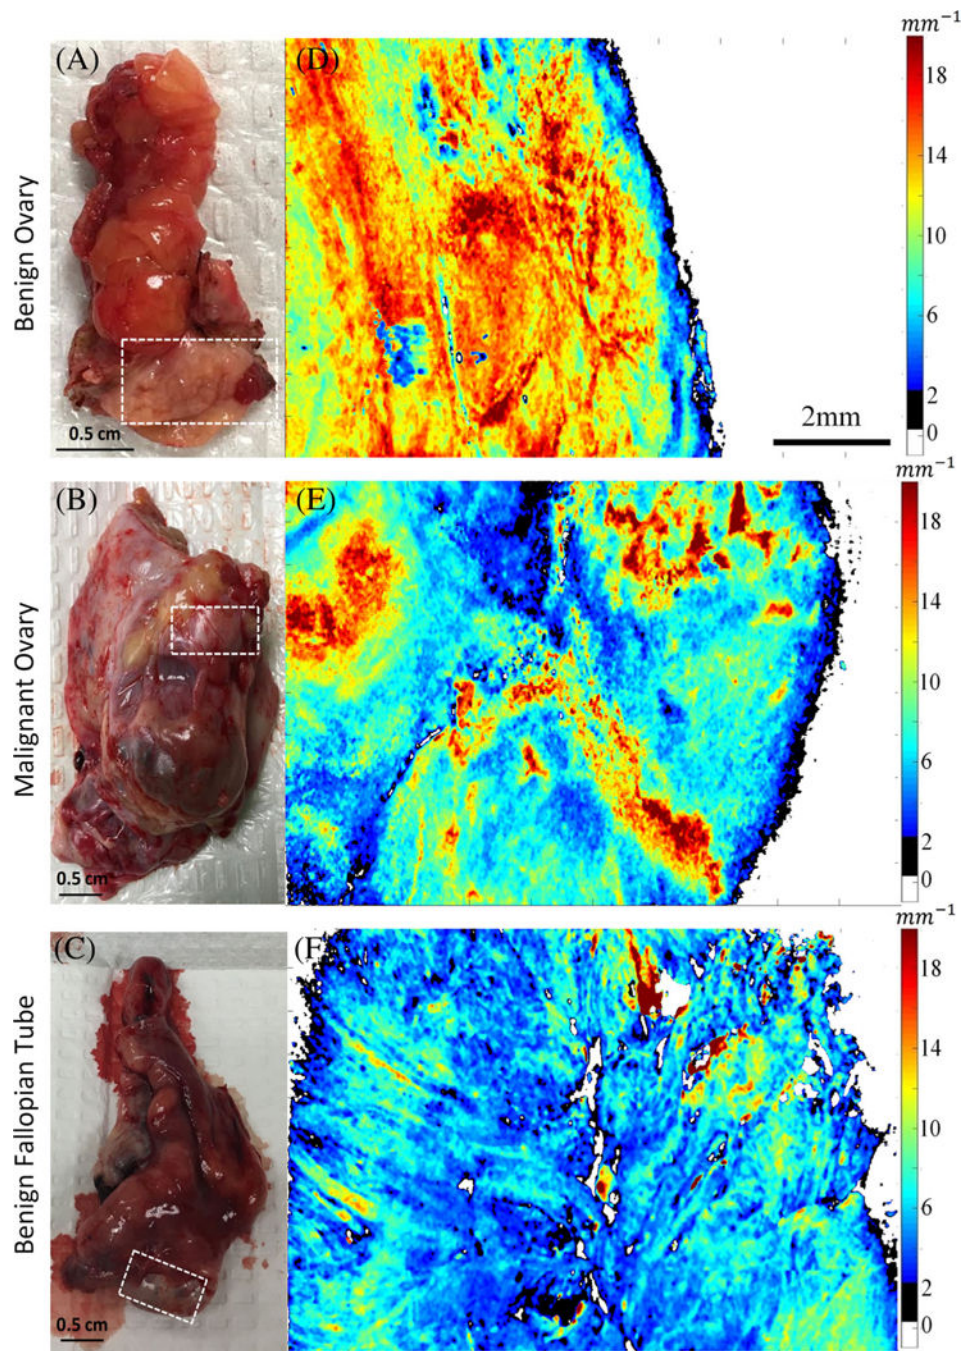 Benign Ovary
(A)
0.5 cm
(D)
2mm
mm⁻¹
18
14
10
6
2
0
Malignant Ovary
(B)
0.5 cm
(E)
mm⁻¹
18
14
10
6
2
0
Benign Fallopian Tube
(C)
0.5 cm
(F)
mm⁻¹
18
14
10
6
2
0